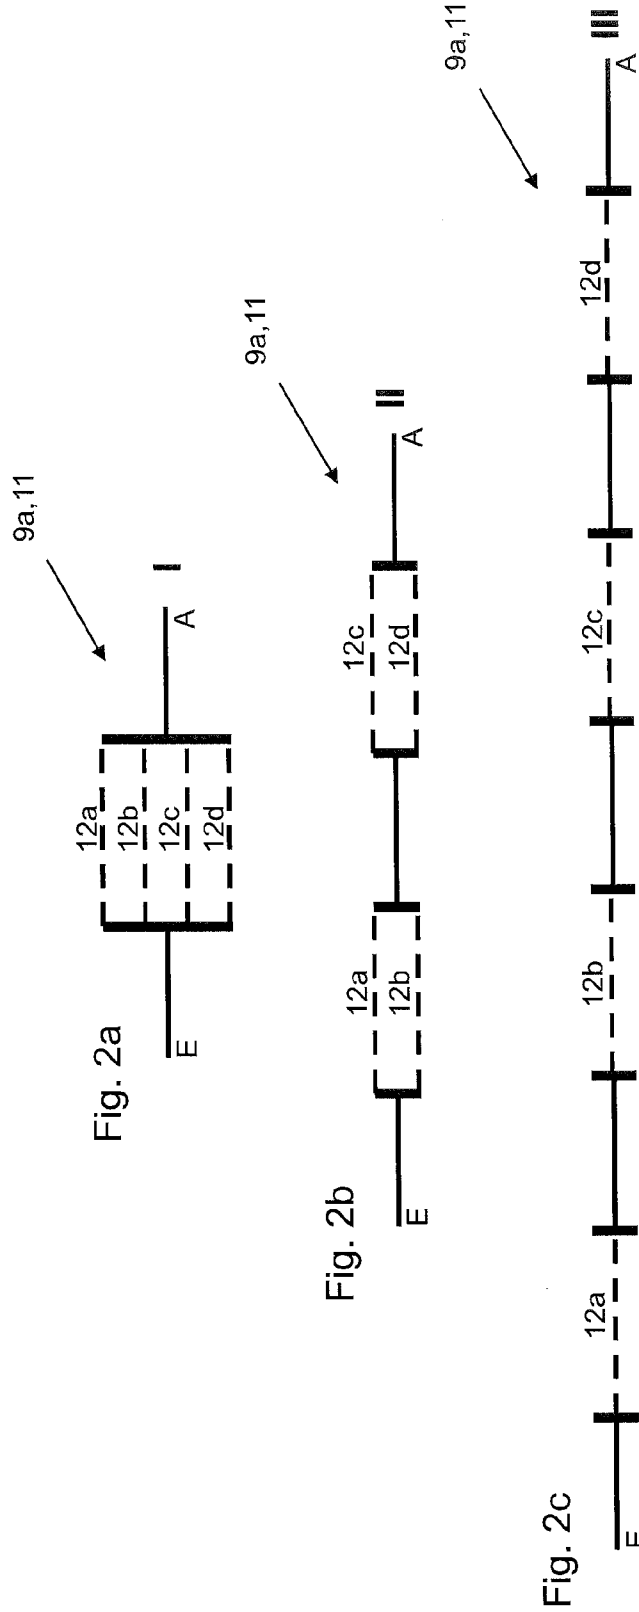 Fig. 2a
9a,11
I
E
12a
12b
12c
12d
A
Fig. 2b
9a,11
II
E
12a
12b
12c
12d
A
Fig. 2c
9a,11
III
E
12a
12b
12c
12d
A